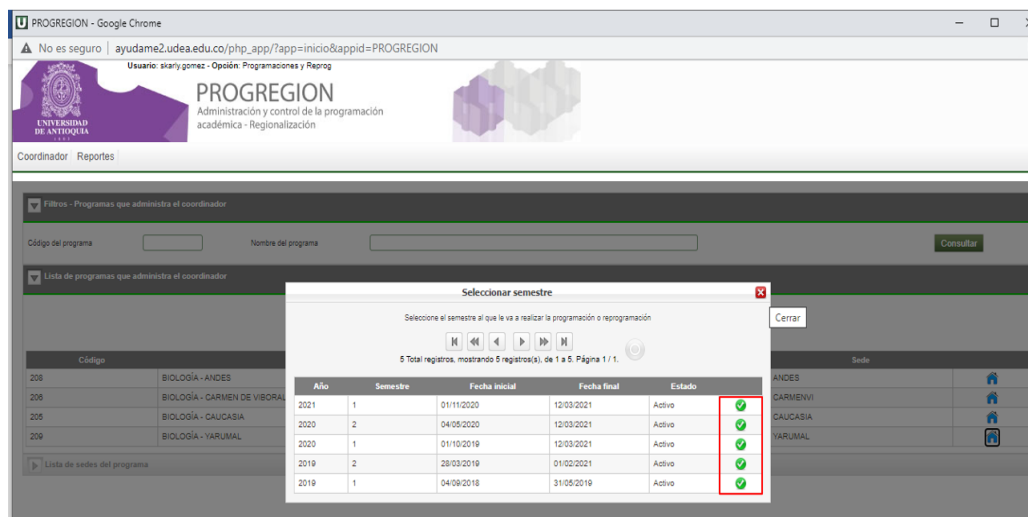 PROGREGION - Google Chrome
No es seguro | ayudame2.udea.edu.co/php_app/?app=inicio&appid=PROGREGION
Usuario: skarly.gomez - Opción: Programaciones y Reprog
PROGREGION
Administración y control de la programación
académica - Regionalización
UNIVERSIDAD
DE ANTIOQUIA
1803
Coordinador Reportes
Filtros - Programas que administra el coordinador
Código del programa Nombre del programa Consultar
Lista de programas que administra el coordinador
Seleccionar semestre
Cerrar
Seleccione el semestre al que le va a realizar la programación o reprogramación
5 Total registros, mostrando 5 registros(s), de 1 a 5. Página 1 / 1.
Código Sede
208 BIOLOGÍA - ANDES ANDES
206 BIOLOGÍA - CARMEN DE VIBORAL CARMENVI
205 BIOLOGÍA - CAUCASIA CAUCASIA
209 BIOLOGÍA - YARUMAL YARUMAL
Lista de sedes del programa
Año Semestre Fecha inicial Fecha final Estado
2021 1 01/11/2020 12/03/2021 Activo
2020 2 04/05/2020 12/03/2021 Activo
2020 1 01/10/2019 12/03/2021 Activo
2019 2 28/03/2019 01/02/2021 Activo
2019 1 04/09/2018 31/05/2019 Activo